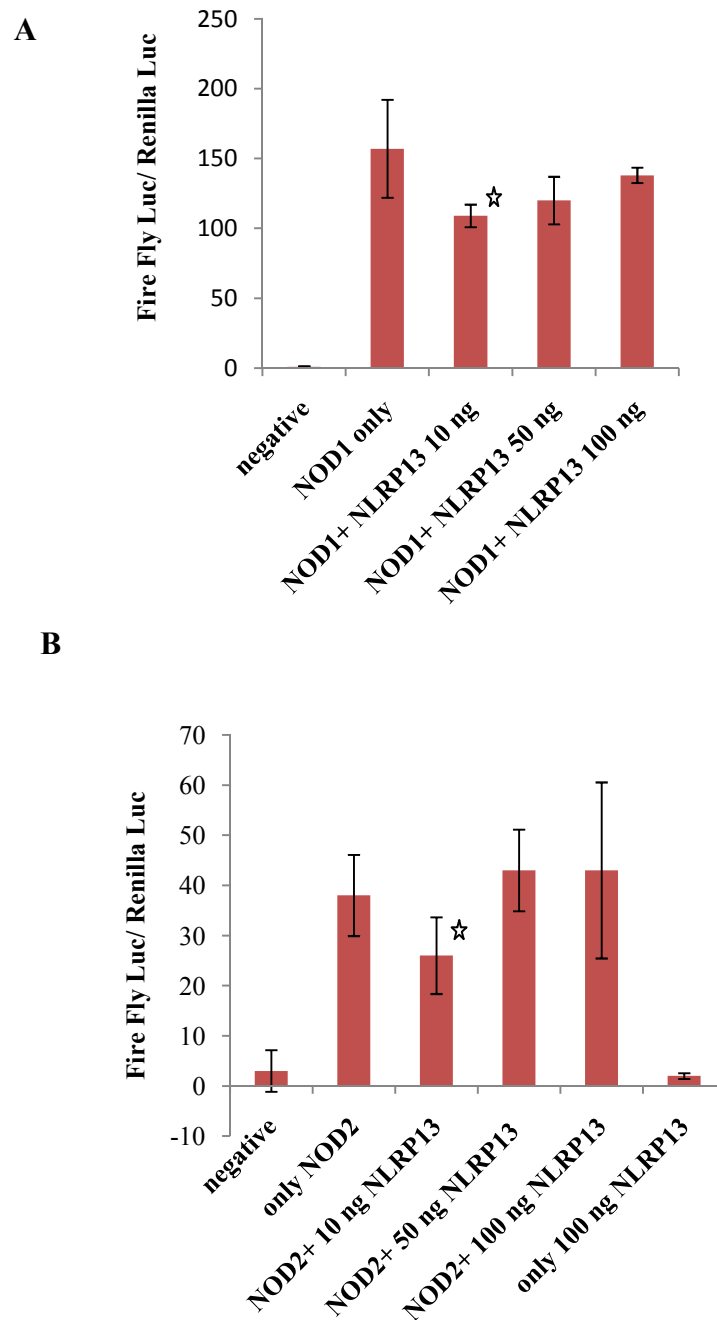 A
Fire Fly Luc/ Renilla Luc
250
200
150
100
50
0
negative
NOD1 only
NOD1+ NLRP13 10 ng
NOD1+ NLRP13 50 ng
NOD1+ NLRP13 100 ng
B
Fire Fly Luc/ Renilla Luc
70
60
50
40
30
20
10
0
-10
negative
only NOD2
NOD2+ 10 ng NLRP13
NOD2+ 50 ng NLRP13
NOD2+ 100 ng NLRP13
only 100 ng NLRP13